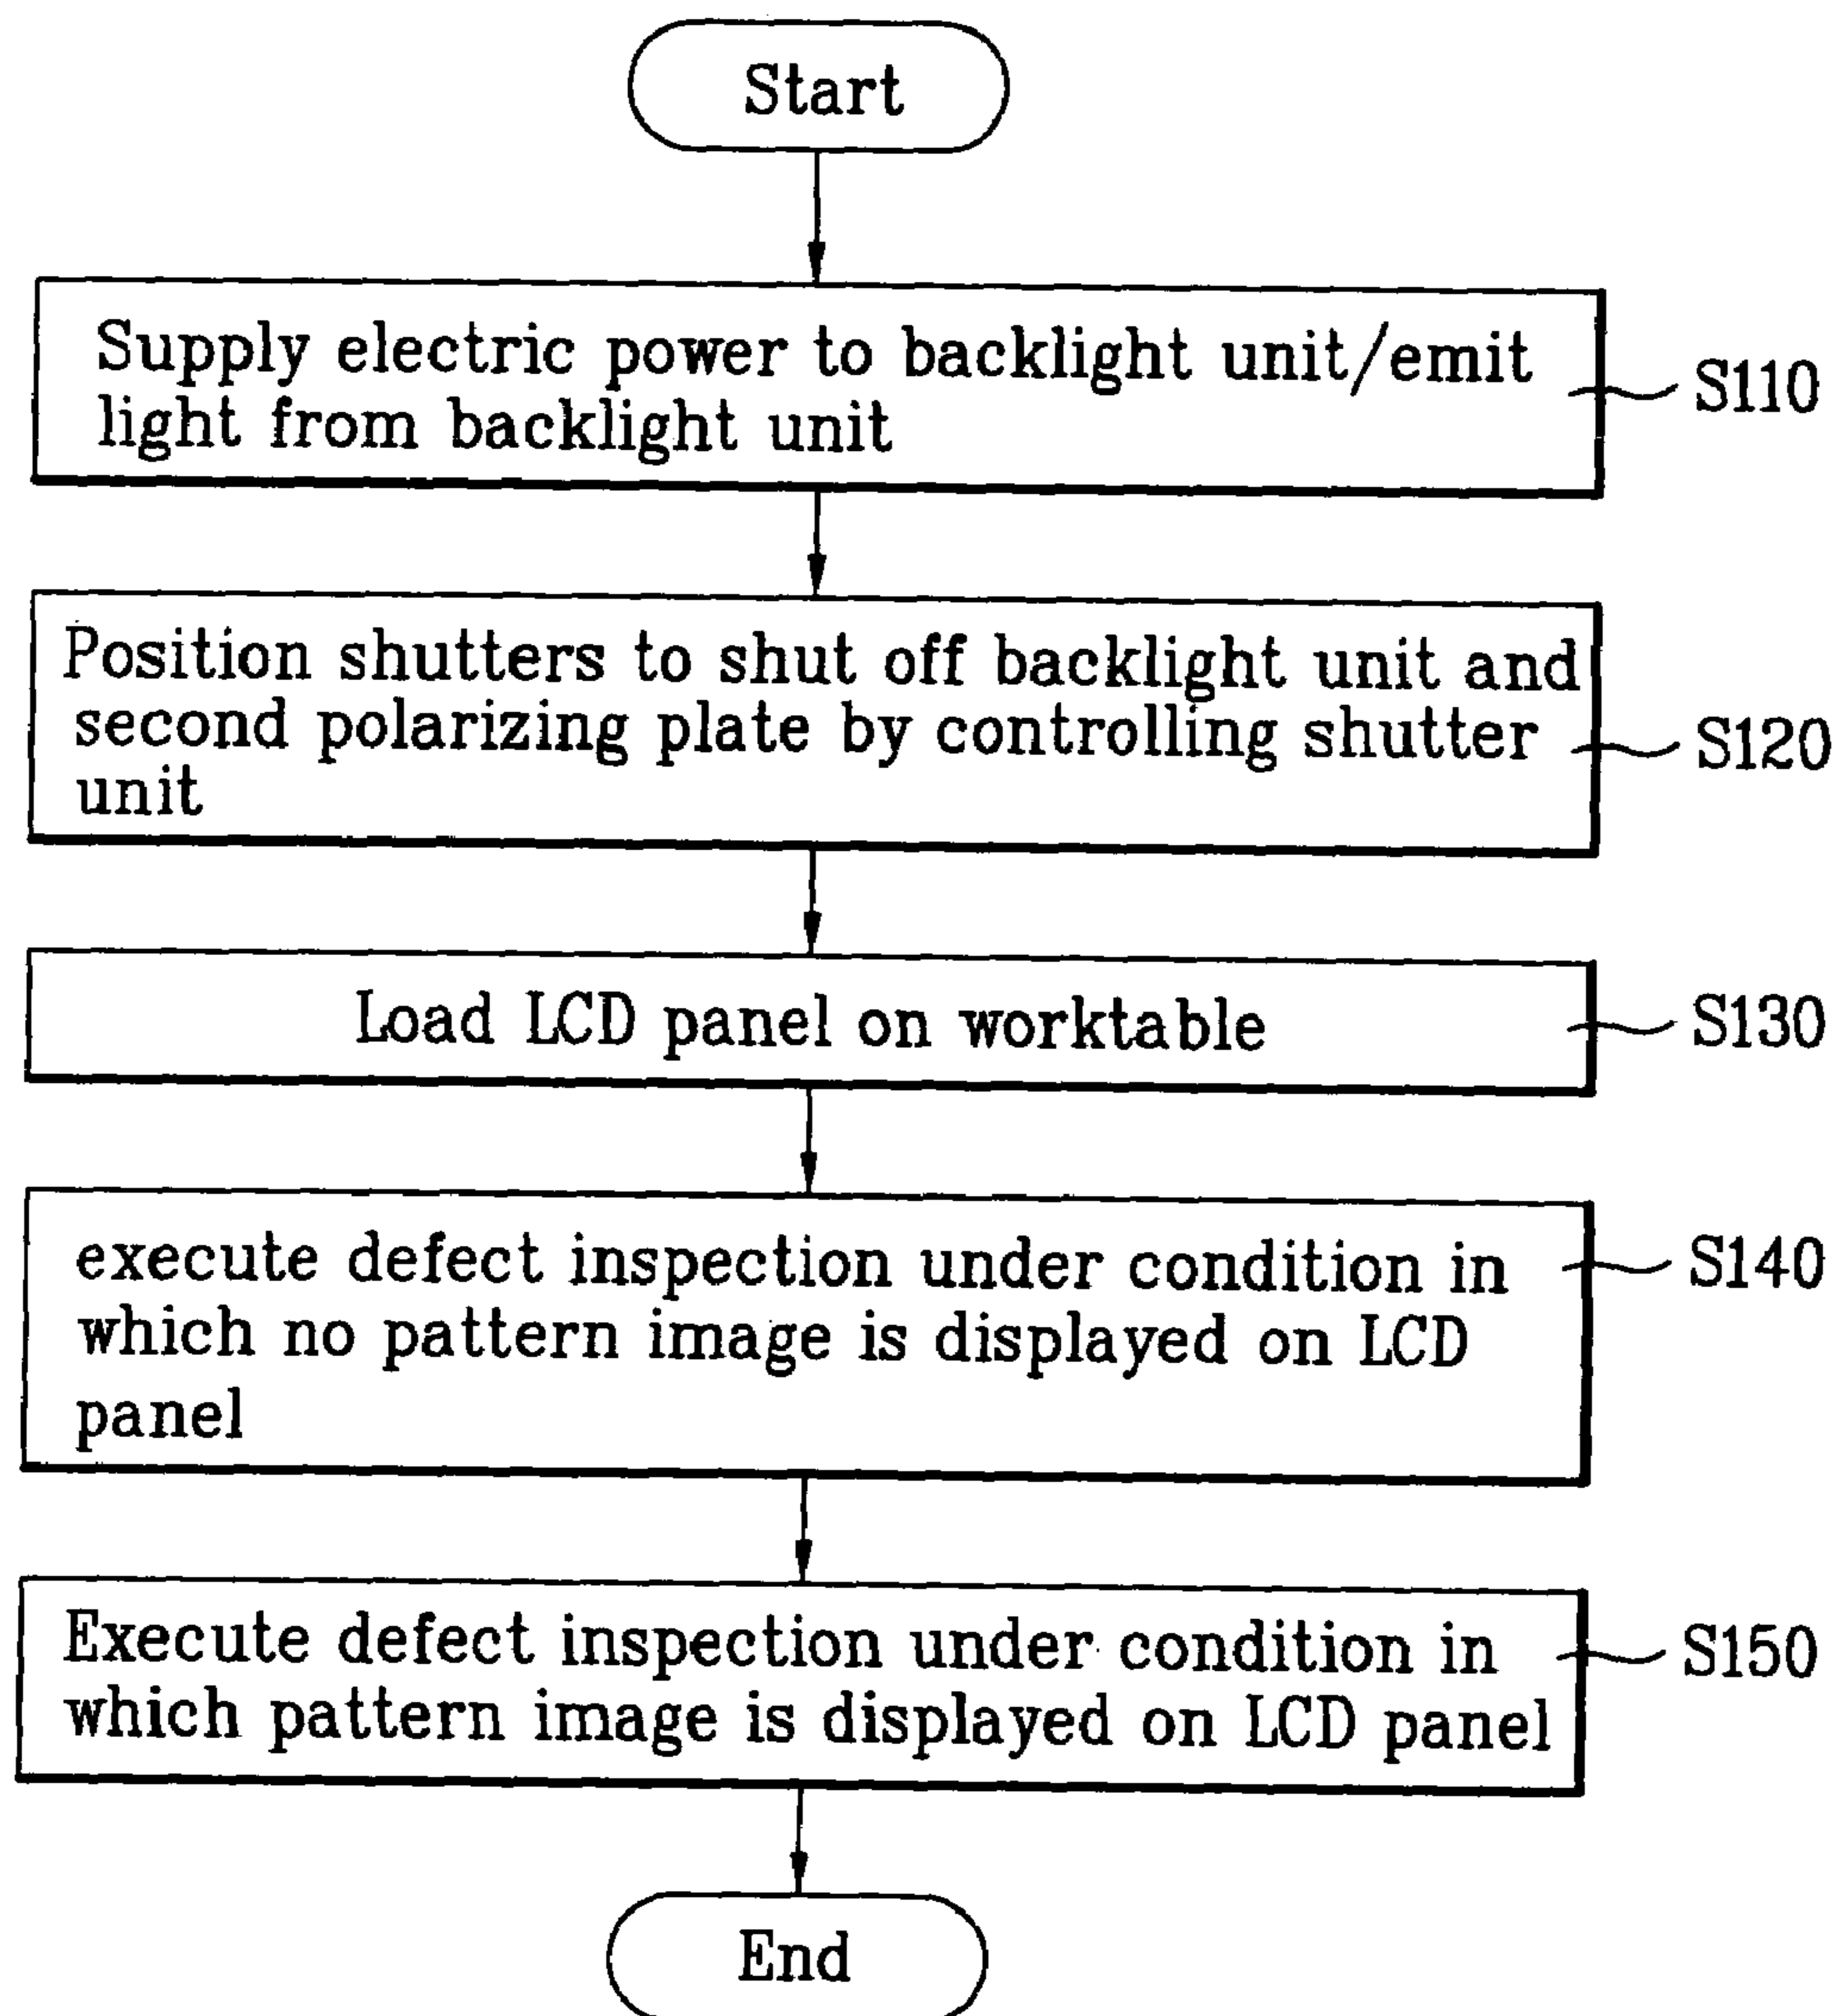 Start
Supply electric power to backlight unit/emit
light from backlight unit
S110
Position shutters to shut off backlight unit and
second polarizing plate by controlling shutter
unit
S120
Load LCD panel on worktable
S130
execute defect inspection under condition in
which no pattern image is displayed on LCD
panel
S140
Execute defect inspection under condition in
which pattern image is displayed on LCD panel
S150
End